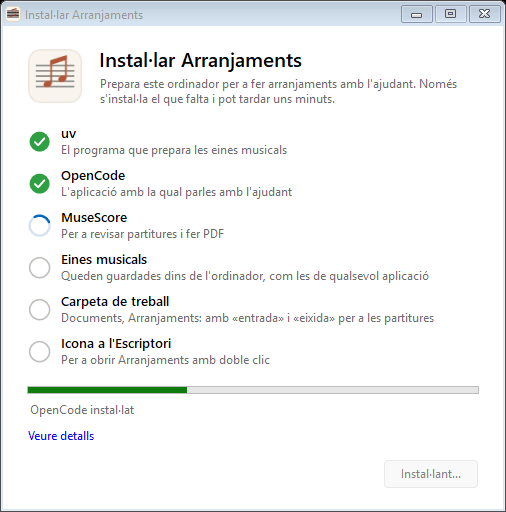 Instal·lar Arranjaments
Instal·lar Arranjaments
Prepara este ordinador per a fer arranjaments amb l'ajudant. Només
s'instal·la el que falta i pot tardar uns minuts.
uv
El programa que prepara les eines musicals
OpenCode
L'aplicació amb la qual parles amb l'ajudant
MuseScore
Per a revisar partitures i fer PDF
Eines musicals
Queden guardades dins de l'ordinador, com les de qualsevol aplicació
Carpeta de treball
Documents, Arranjaments: amb «entrada» i «eixida» per a les partitures
Icona a l'Escriptori
Per a obrir Arranjaments amb doble clic
OpenCode instal·lat
Veure detalls
Instal·lant...